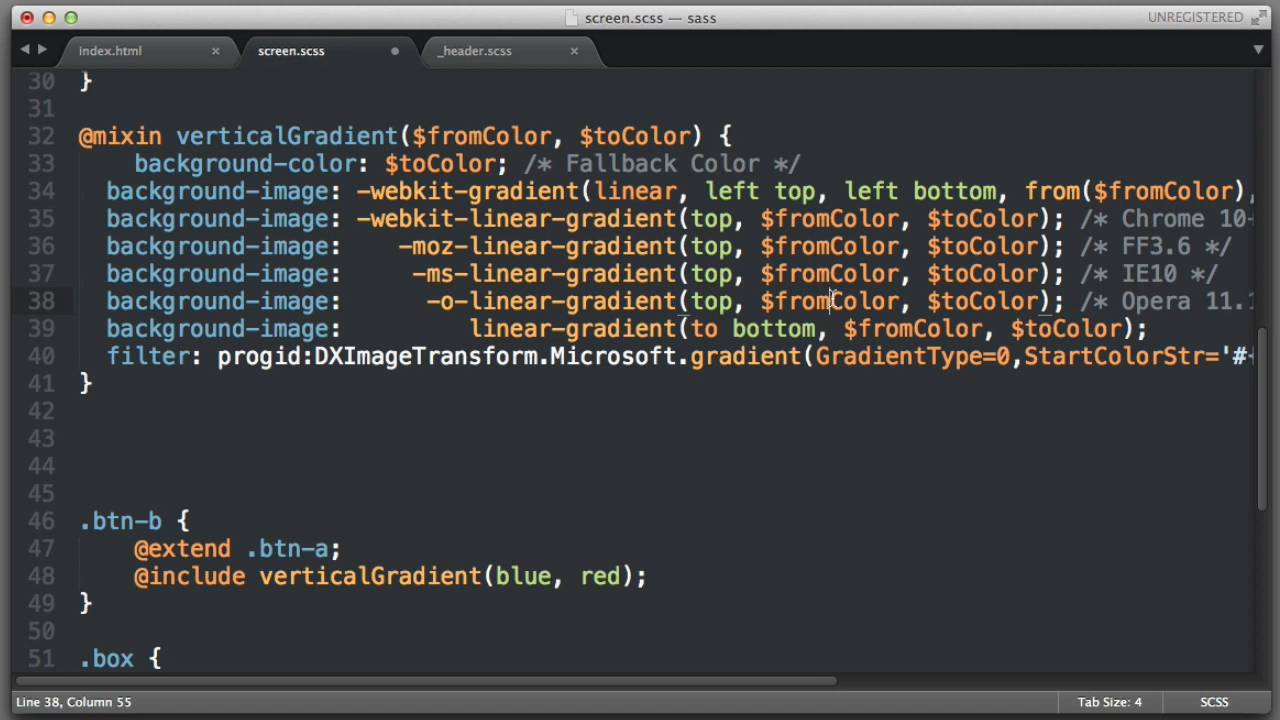 screen.scss — sass
UNREGISTERED
index.html × screen.scss _header.scss ×
30 }
31
32 @mixin verticalGradient($fromColor, $toColor) {
33 background-color: $toColor; /* Fallback Color */
34 background-image: -webkit-gradient(linear, left top, left bottom, from($fromColor),
35 background-image: -webkit-linear-gradient(top, $fromColor, $toColor); /* Chrome 10+
36 background-image: -moz-linear-gradient(top, $fromColor, $toColor); /* FF3.6 */
37 background-image: -ms-linear-gradient(top, $fromColor, $toColor); /* IE10 */
38 background-image: -o-linear-gradient(top, $fromColor, $toColor); /* Opera 11.1
39 background-image: linear-gradient(to bottom, $fromColor, $toColor);
40 filter: progid:DXImageTransform.Microsoft.gradient(GradientType=0,StartColorStr='#{
41 }
42
43
44
45
46 .btn-b {
47 @extend .btn-a;
48 @include verticalGradient(blue, red);
49 }
50
51 .box {
Line 38, Column 55
Tab Size: 4
SCSS